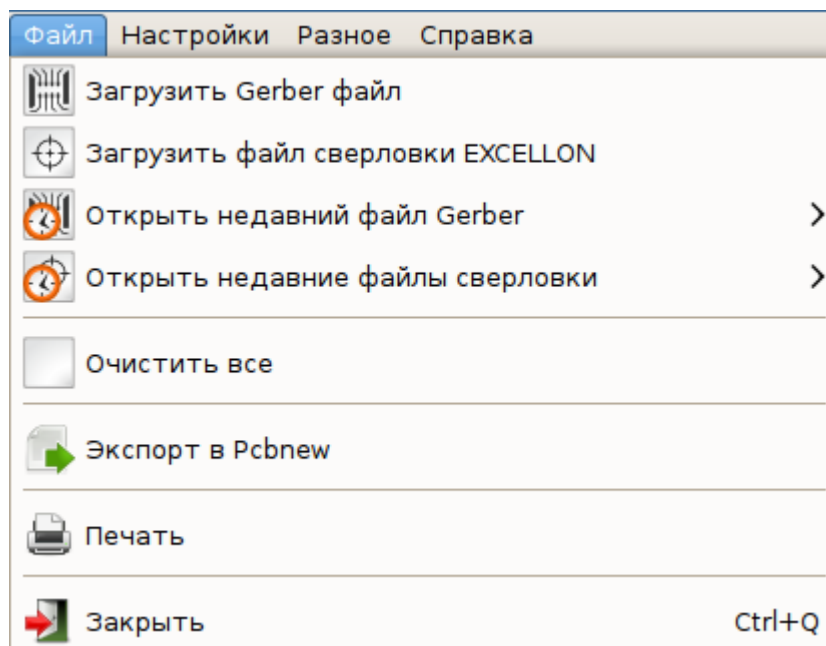 Файл Настройки Разное Справка
Загрузить Gerber файл
Загрузить файл сверловки EXCELLON
Открыть недавний файл Gerber
Открыть недавние файлы сверловки
Очистить все
Экспорт в Pcbnew
Печать
Закрыть Ctrl+Q